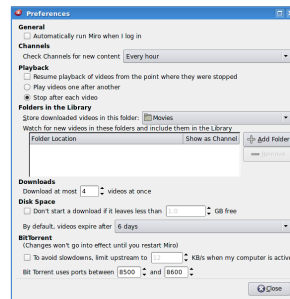 Preferences
General
Automatically run Miro when I log in
Channels
Check Channels for new content Every hour
Playback
Resume playback of videos from the point where they were stopped
Play videos one after another
Stop after each video
Folders in the Library
Store downloaded videos in this folder: Movies
Watch for new videos in these folders and include them in the Library
Folder Location Show as Channel Add Folder
Remove
Downloads
Download at most 4 videos at once
Disk Space
Don't start a download if it leaves less than 1.0 GB free
By default, videos expire after 6 days
BitTorrent
(Changes won't go into effect until you restart Miro)
To avoid slowdowns, limit upstream to 12 KB/s when my computer is active
Bit Torrent uses ports between 8500 and 8600
Close